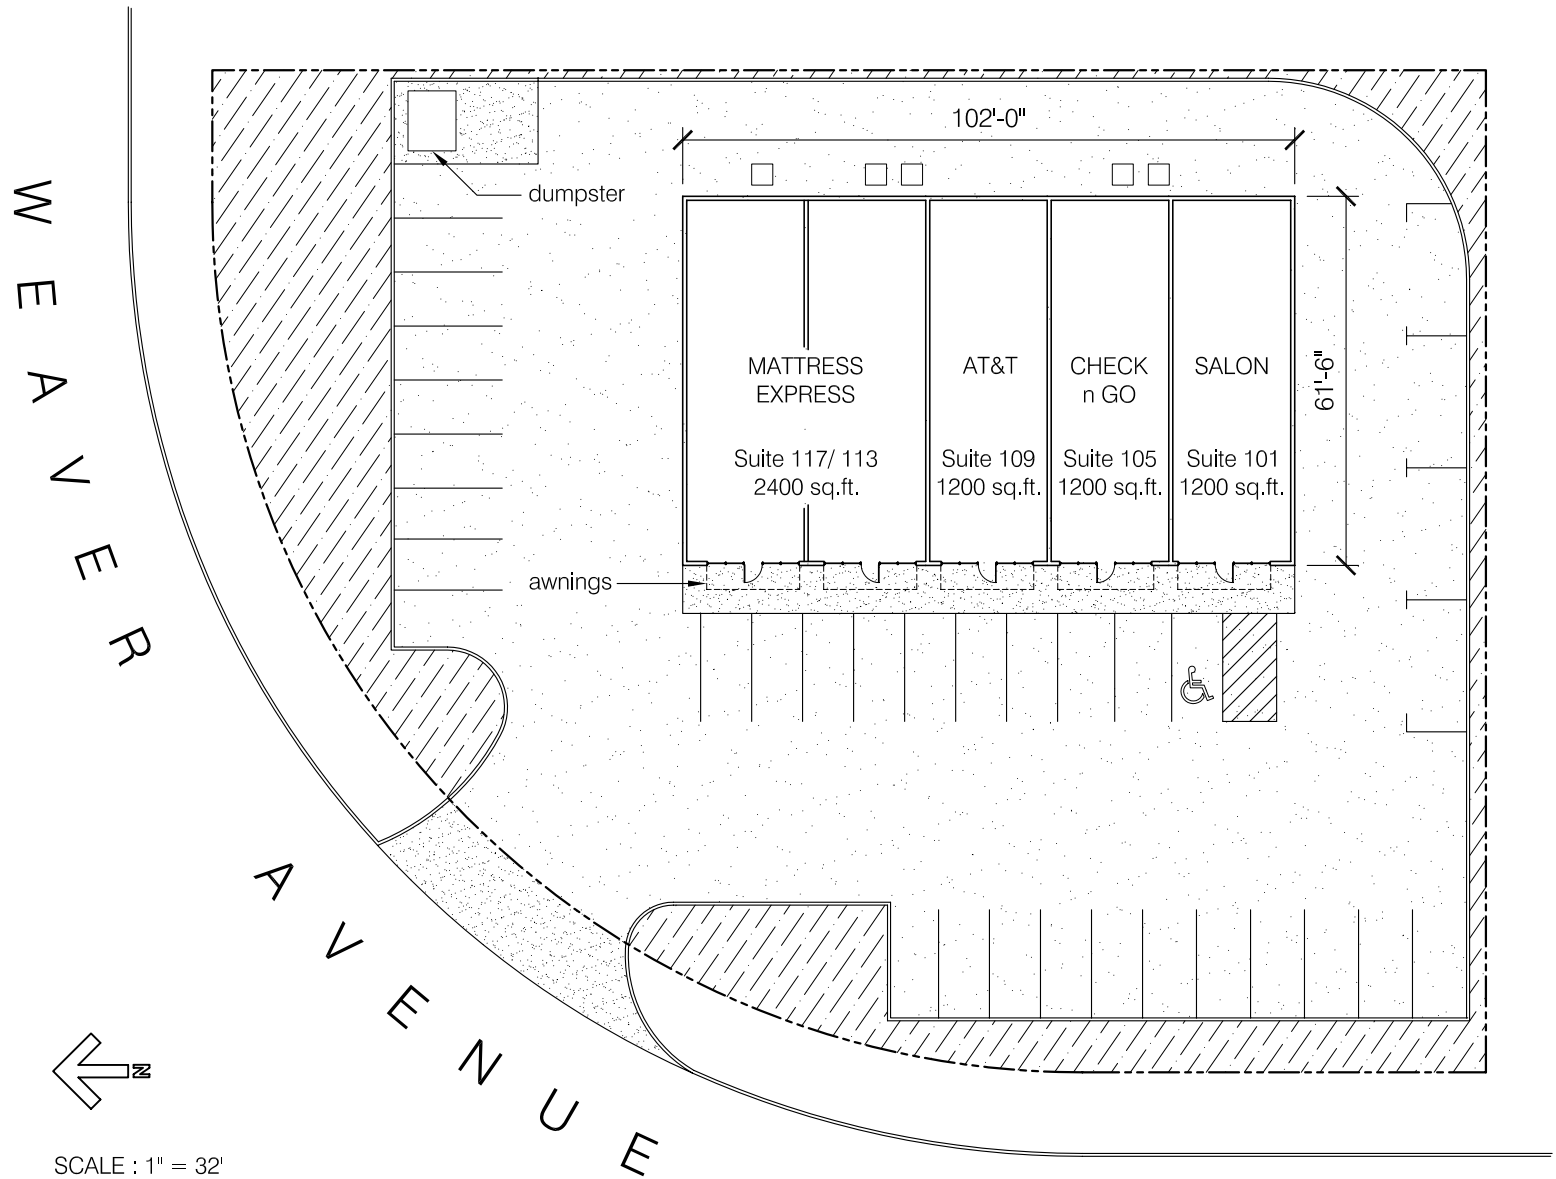 102'-0"
dumpster
WEAVER AVENUE
MATTRESS
EXPRESS
Suite 117/ 113
2400 sq.ft.
AT&T
Suite 109
1200 sq.ft.
CHECK
n GO
Suite 105
1200 sq.ft.
SALON
Suite 101
1200 sq.ft.
61'-6"
awnings
N
SCALE : 1" = 32'